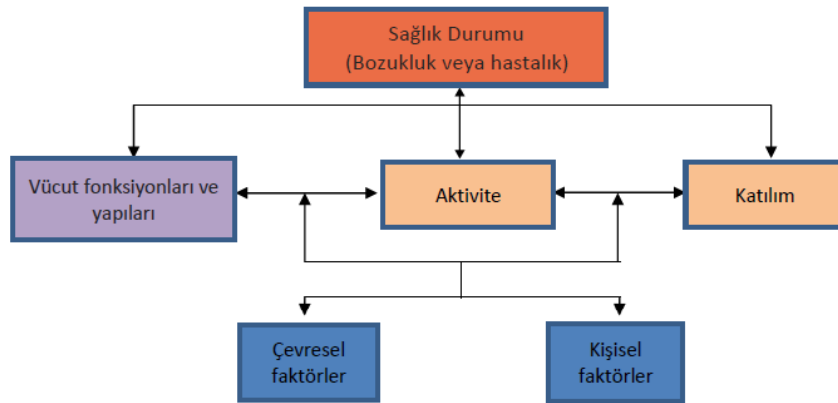 Sağlık Durumu
(Bozukluk veya hastalık)
Vücut fonksiyonları ve
yapıları
Aktivite
Katılım
Çevresel
faktörler
Kişisel
faktörler